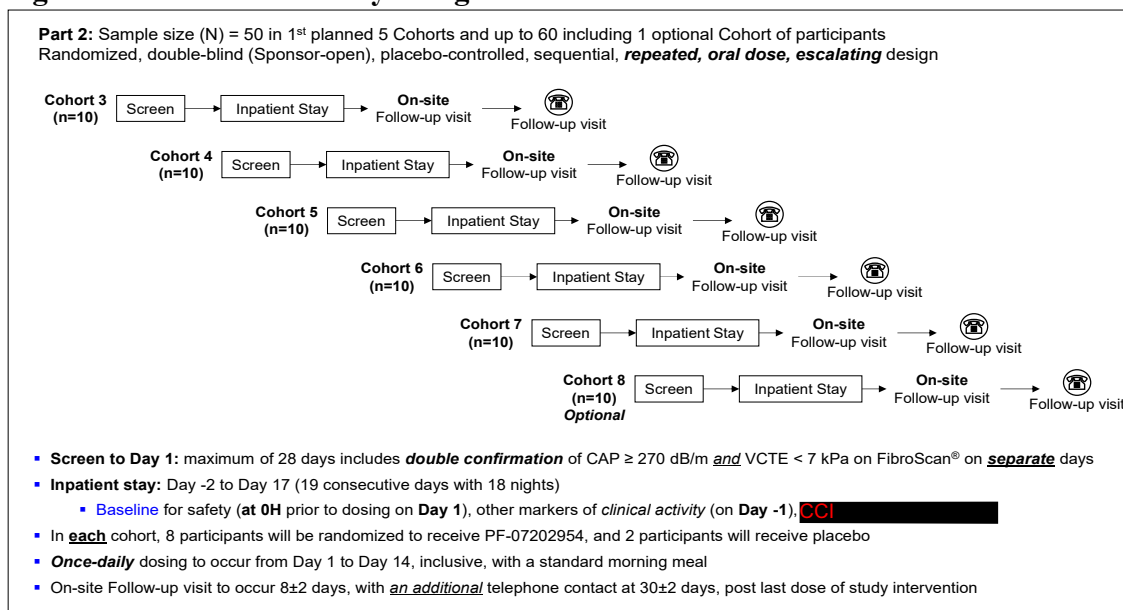 Part 2: Sample size (N) = 50 in 1st planned 5 Cohorts and up to 60 including 1 optional Cohort of participants
Randomized, double-blind (Sponsor-open), placebo-controlled, sequential, repeated, oral dose, escalating design
Cohort 3
(n=10)
Screen
Inpatient Stay
On-site
Follow-up visit
Follow-up visit
Cohort 4
(n=10)
Screen
Inpatient Stay
On-site
Follow-up visit
Follow-up visit
Cohort 5
(n=10)
Screen
Inpatient Stay
On-site
Follow-up visit
Follow-up visit
Cohort 6
(n=10)
Screen
Inpatient Stay
On-site
Follow-up visit
Follow-up visit
Cohort 7
(n=10)
Screen
Inpatient Stay
On-site
Follow-up visit
Follow-up visit
Cohort 8
(n=10)
Optional
Screen
Inpatient Stay
On-site
Follow-up visit
Follow-up visit
▪ Screen to Day 1: maximum of 28 days includes double confirmation of CAP ≥ 270 dB/m and VCTE < 7 kPa on FibroScan® on separate days
▪ Inpatient stay: Day -2 to Day 17 (19 consecutive days with 18 nights)
▪ Baseline for safety (at 0H prior to dosing on Day 1), other markers of clinical activity (on Day -1), CCI
▪ In each cohort, 8 participants will be randomized to receive PF-07202954, and 2 participants will receive placebo
▪ Once-daily dosing to occur from Day 1 to Day 14, inclusive, with a standard morning meal
▪ On-site Follow-up visit to occur 8±2 days, with an additional telephone contact at 30±2 days, post last dose of study intervention